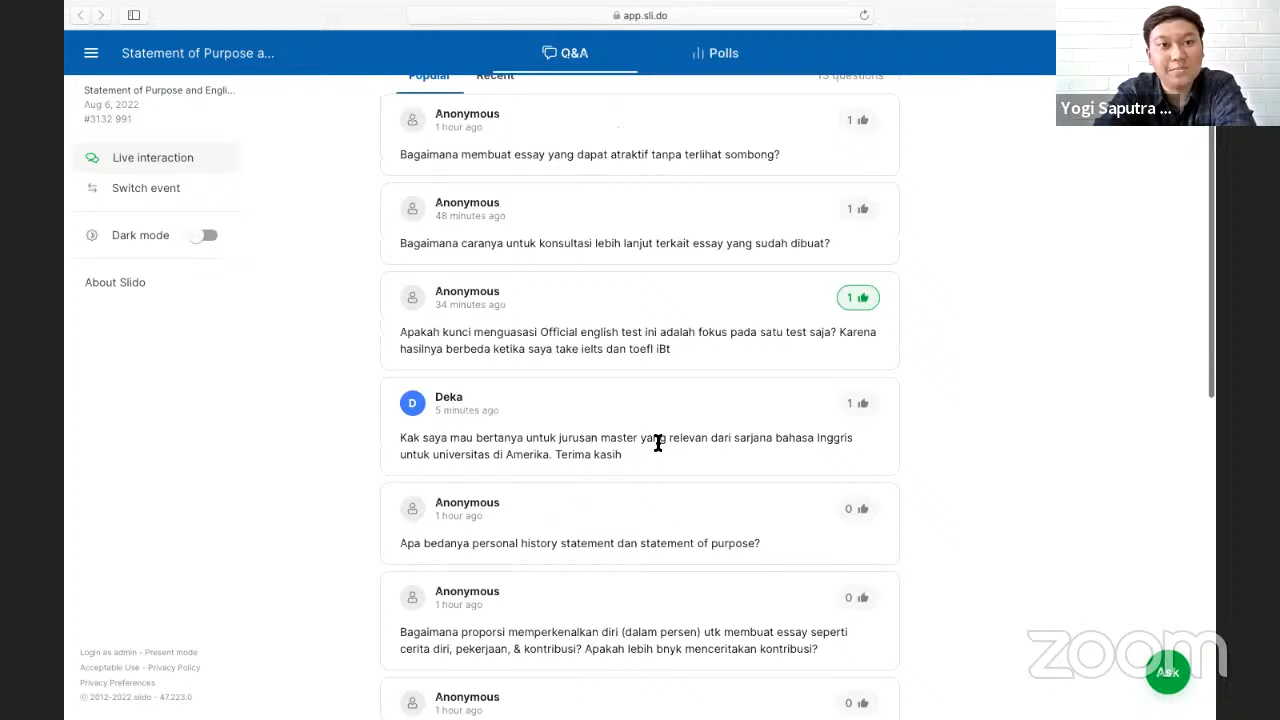 app.sli.do
Statement of Purpose a...
Q&A
Polls
Popular
Recent
13 questions
Statement of Purpose and Engli...
Aug 6, 2022
#3132 991
Live interaction
Switch event
Dark mode
About Slido
Anonymous
1 hour ago
1
Bagaimana membuat essay yang dapat atraktif tanpa terlihat sombong?
Anonymous
48 minutes ago
1
Bagaimana caranya untuk konsultasi lebih lanjut terkait essay yang sudah dibuat?
Anonymous
34 minutes ago
1
Apakah kunci menguasasi Official english test ini adalah fokus pada satu test saja? Karena
hasilnya berbeda ketika saya take ielts dan toefl iBt
D
Deka
5 minutes ago
1
Kak saya mau bertanya untuk jurusan master yang relevan dari sarjana bahasa Inggris
untuk universitas di Amerika. Terima kasih
Anonymous
1 hour ago
0
Apa bedanya personal history statement dan statement of purpose?
Anonymous
1 hour ago
0
Bagaimana proporsi memperkenalkan diri (dalam persen) utk membuat essay seperti
cerita diri, pekerjaan, & kontribusi? Apakah lebih bnyk menceritakan kontribusi?
Anonymous
1 hour ago
0
Login as admin - Present mode
Acceptable Use - Privacy Policy
Privacy Preferences
© 2012-2022 slido - 47.223.0
Yogi Saputra ...
zoom
Ask